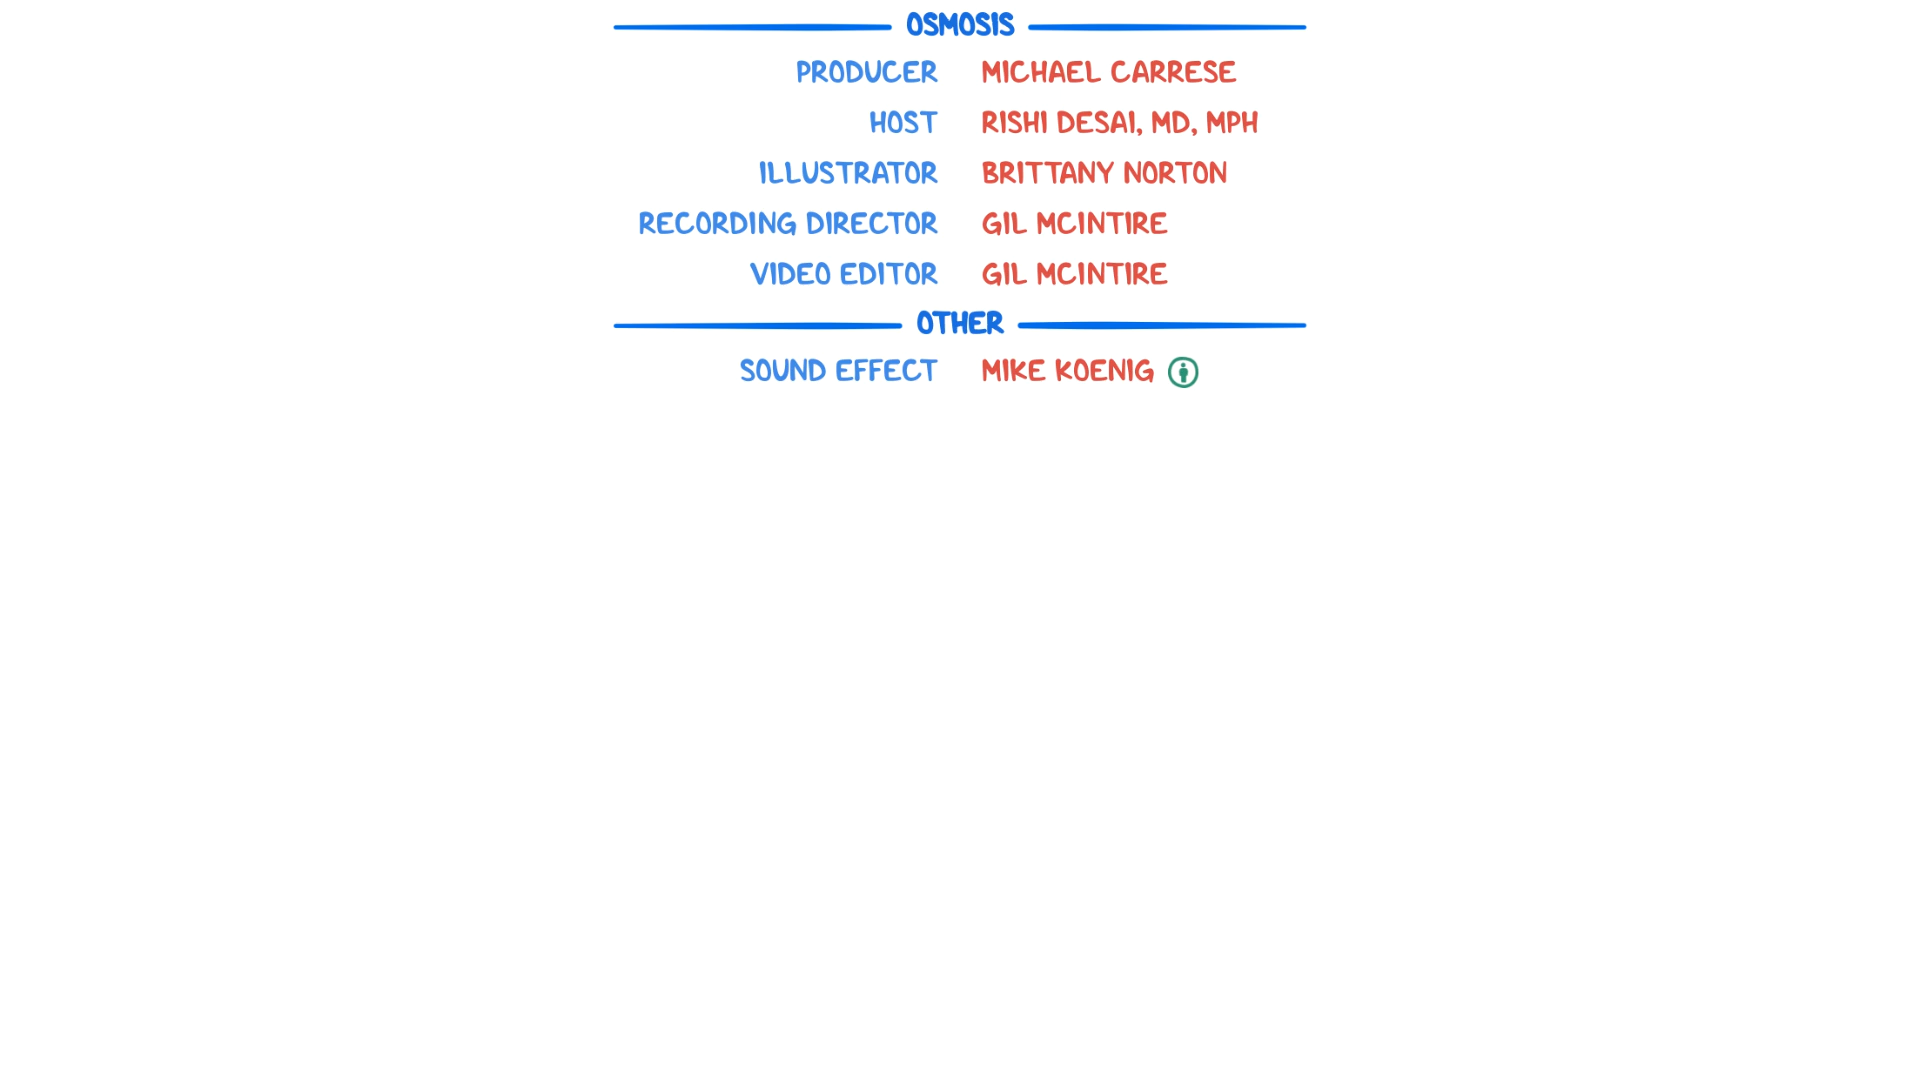 OSMOSIS
PRODUCER MICHAEL CARRESE
HOST RISHI DESAI, MD, MPH
ILLUSTRATOR BRITTANY NORTON
RECORDING DIRECTOR GIL MCINTIRE
VIDEO EDITOR GIL MCINTIRE
OTHER
SOUND EFFECT MIKE KOENIG